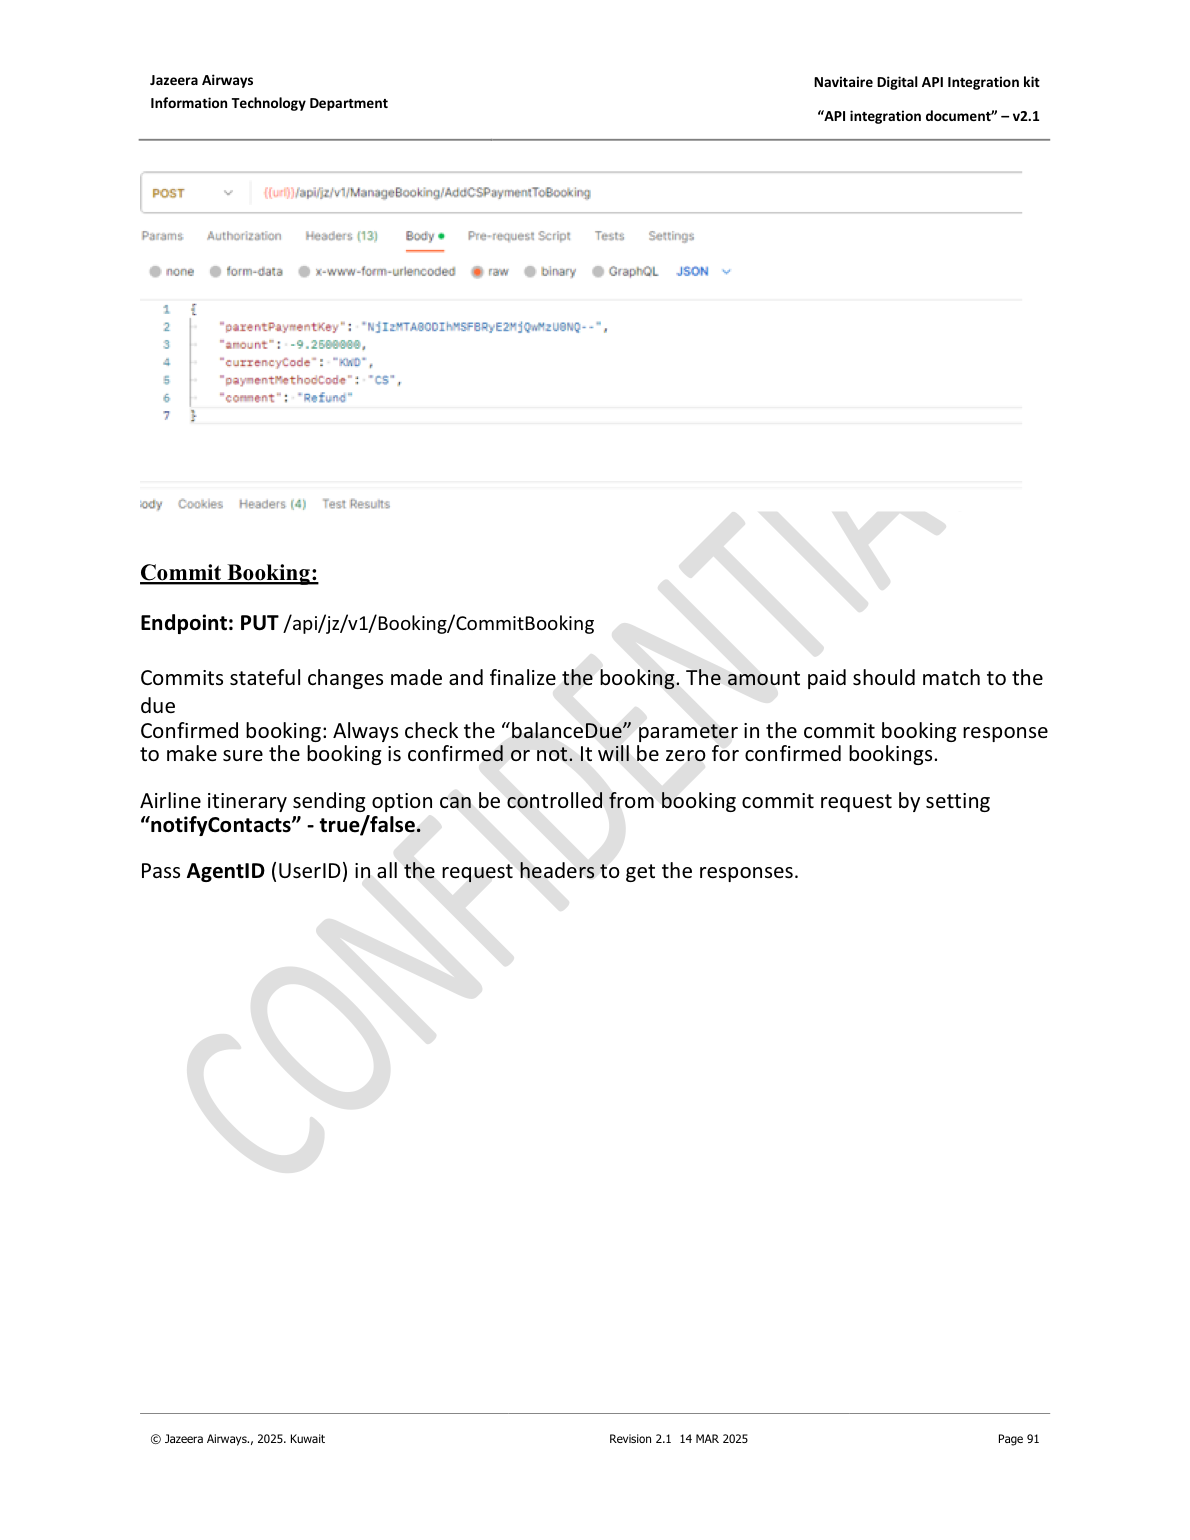 Jazeera Airways
Information Technology Department
Navitaire Digital API Integration kit
“API integration document” – v2.1
POST {{url}}/api/jz/v1/ManageBooking/AddCSPaymentToBooking
Params Authorization Headers (13) Body Pre-request Script Tests Settings
none form-data x-www-form-urlencoded raw binary GraphQL JSON
1 {
2 "parentPaymentKey": 
3 "amount": -9.2500000,
4 "currencyCode": "KWD",
5 "paymentMethodCode": "CS",
6 "comment": "Refund"
7 }
ody Cookies Headers (4) Test Results
Commit Booking:
Endpoint: PUT /api/jz/v1/Booking/CommitBooking
Commits stateful changes made and finalize the booking. The amount paid should match to the
due
Confirmed booking: Always check the “balanceDue” parameter in the commit booking response
to make sure the booking is confirmed or not. It will be zero for confirmed bookings.
Airline itinerary sending option can be controlled from booking commit request by setting
“notifyContacts” - true/false.
Pass AgentID (UserID) in all the request headers to get the responses.
CONFIDENTIA
© Jazeera Airways., 2025. Kuwait Revision 2.1 14 MAR 2025 Page 91